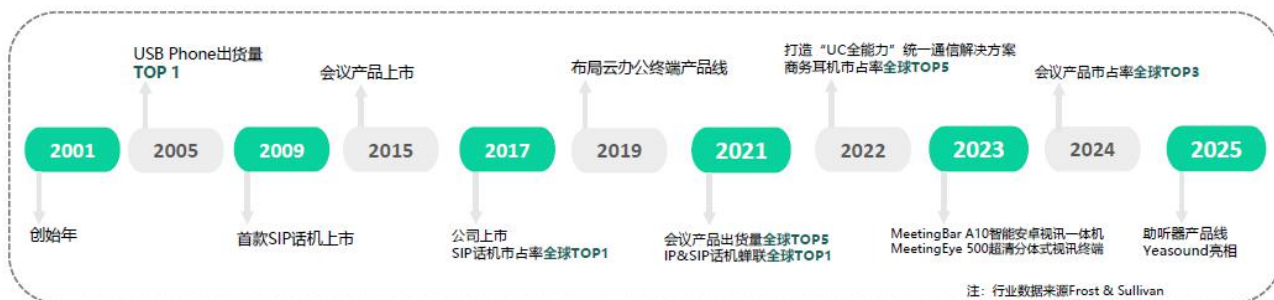 USB Phone出货量
TOP 1
会议产品上市
布局云办公终端产品线
打造“UC全能力”统一通信解决方案
商务耳机市占率全球TOP5
会议产品市占率全球TOP3
2001
2005
2009
2015
2017
2019
2021
2022
2023
2024
2025
创始年
首款SIP话机上市
公司上市
SIP话机市占率全球TOP1
会议产品出货量全球TOP5
IP&SIP话机蝉联全球TOP1
MeetingBar A10智能安卓视讯一体机
MeetingEye 500超清分体式视讯终端
助听器产品线
Yeasound亮相
注：行业数据来源Frost & Sullivan